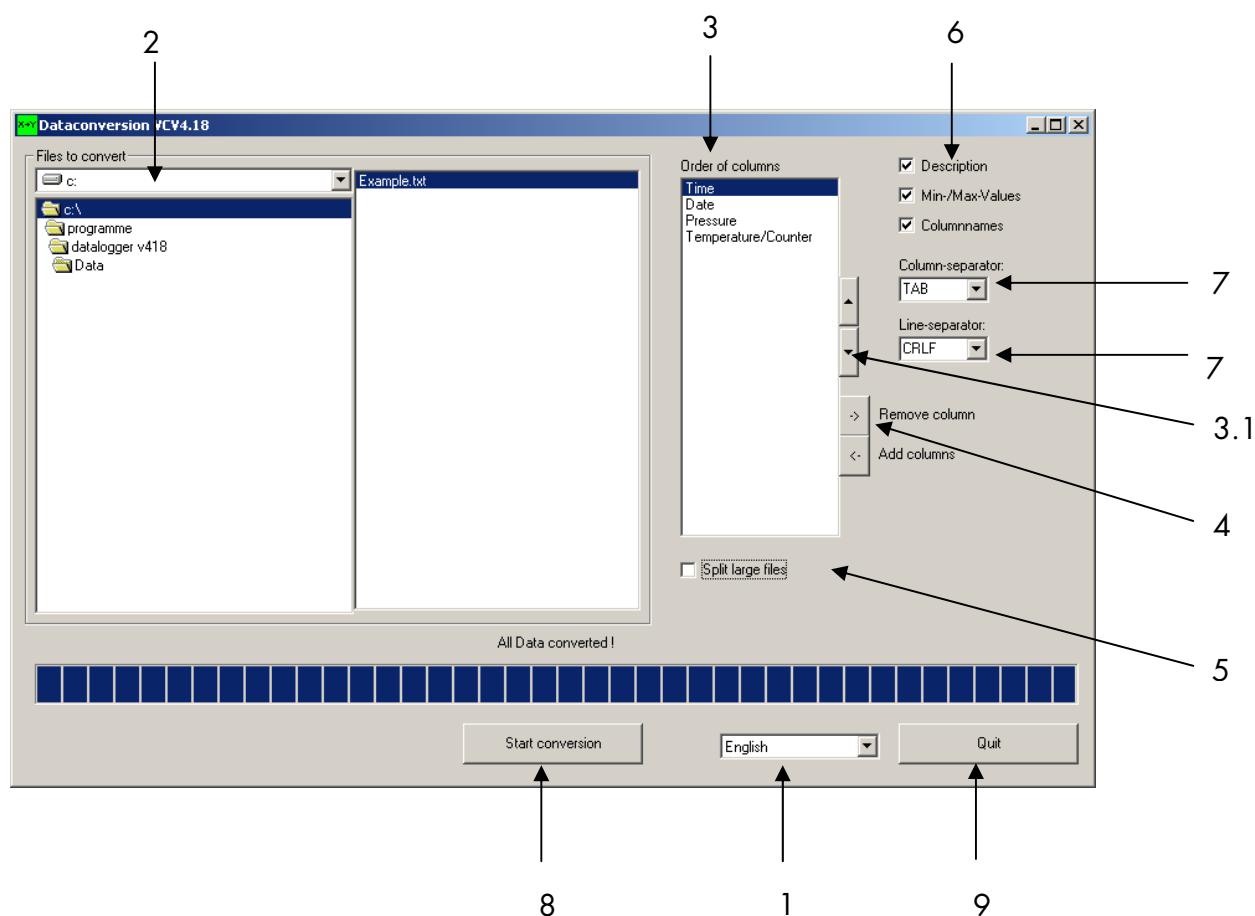 2
3
6
X→Y Dataconversion VCV4.18
Files to convert
c:
c:\
programme
datalogger v418
Data
Example.txt
Order of columns
Time
Date
Pressure
Temperature/Counter
Description
Min-/Max-Values
Columnnames
Column-separator:
TAB
7
Line-separator:
CRLF
7
3.1
-> Remove column
<- Add columns
4
Split large files
5
All Data converted !
Start conversion
English
Quit
8
1
9